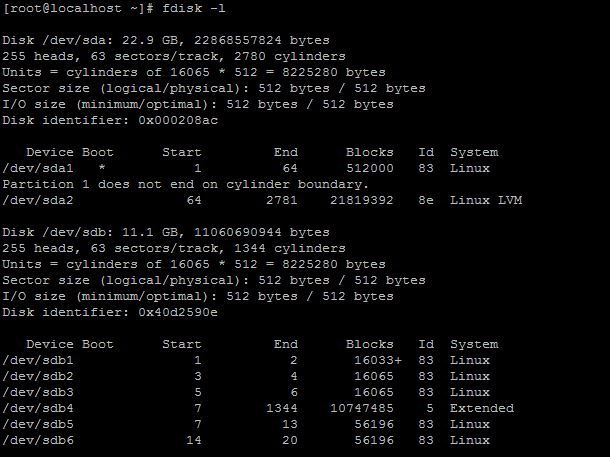 [root@localhost ~]# fdisk -l

Disk /dev/sda: 22.9 GB, 22868557824 bytes
255 heads, 63 sectors/track, 2780 cylinders
Units = cylinders of 16065 * 512 = 8225280 bytes
Sector size (logical/physical): 512 bytes / 512 bytes
I/O size (minimum/optimal): 512 bytes / 512 bytes
Disk identifier: 0x000208ac

   Device Boot      Start         End      Blocks   Id  System
/dev/sda1   *           1          64      512000   83  Linux
Partition 1 does not end on cylinder boundary.
/dev/sda2              64        2781    21819392   8e  Linux LVM

Disk /dev/sdb: 11.1 GB, 11060690944 bytes
255 heads, 63 sectors/track, 1344 cylinders
Units = cylinders of 16065 * 512 = 8225280 bytes
Sector size (logical/physical): 512 bytes / 512 bytes
I/O size (minimum/optimal): 512 bytes / 512 bytes
Disk identifier: 0x40d2590e

   Device Boot      Start         End      Blocks   Id  System
/dev/sdb1               1           2       16033+  83  Linux
/dev/sdb2               3           4       16065   83  Linux
/dev/sdb3               5           6       16065   83  Linux
/dev/sdb4               7        1344    10747485    5  Extended
/dev/sdb5               7          13       56196   83  Linux
/dev/sdb6              14          20       56196   83  Linux